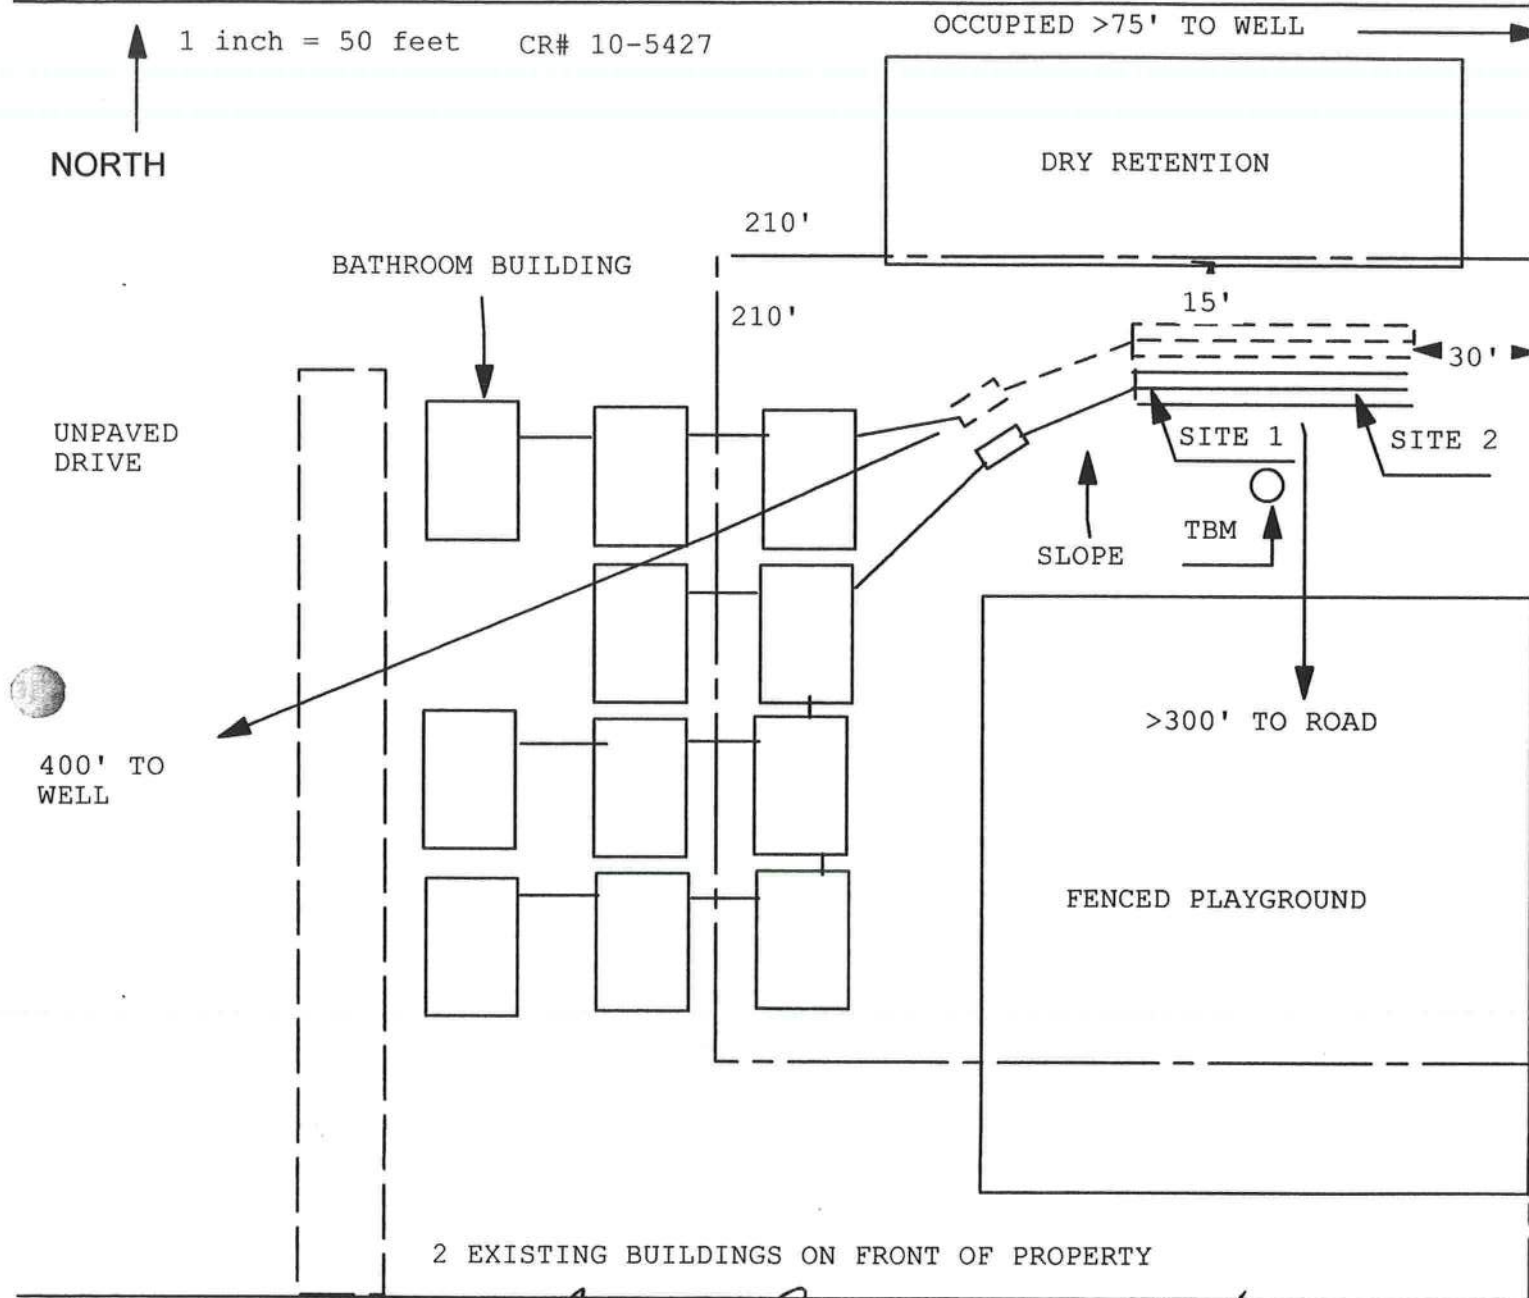 OCCUPIED >75' TO WELL
1 inch = 50 feet CR# 10-5427
NORTH
DRY RETENTION
210'
BATHROOM BUILDING
210'
15'
30'
UNPAVED
DRIVE
SITE 1
SITE 2
TBM
SLOPE
>300' TO ROAD
400' TO
WELL
FENCED PLAYGROUND
2 EXISTING BUILDINGS ON FRONT OF PROPERTY